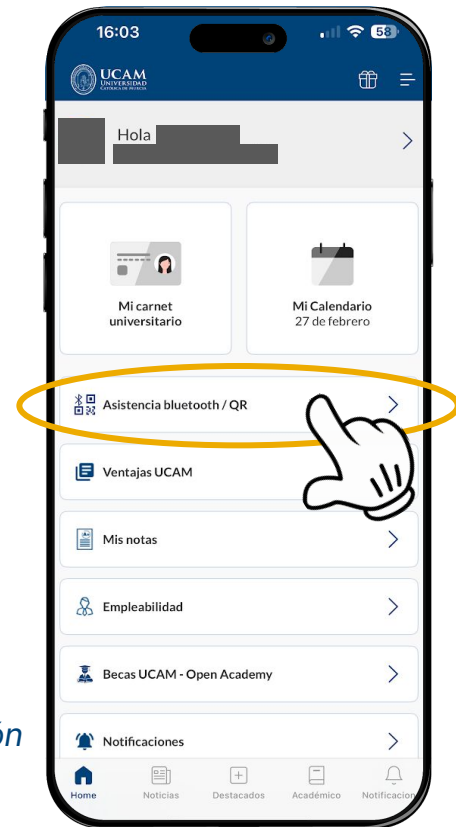 16:03
58
UCAM
UNIVERSIDAD
CATÓLICA DE MURCIA
Hola
Mi carnet
universitario
Mi Calendario
27 de febrero
Asistencia bluetooth / QR
Ventajas UCAM
Mis notas
Empleabilidad
Becas UCAM - Open Academy
ón
Notificaciones
Home
Noticias
Destacados
Académico
Notificacion